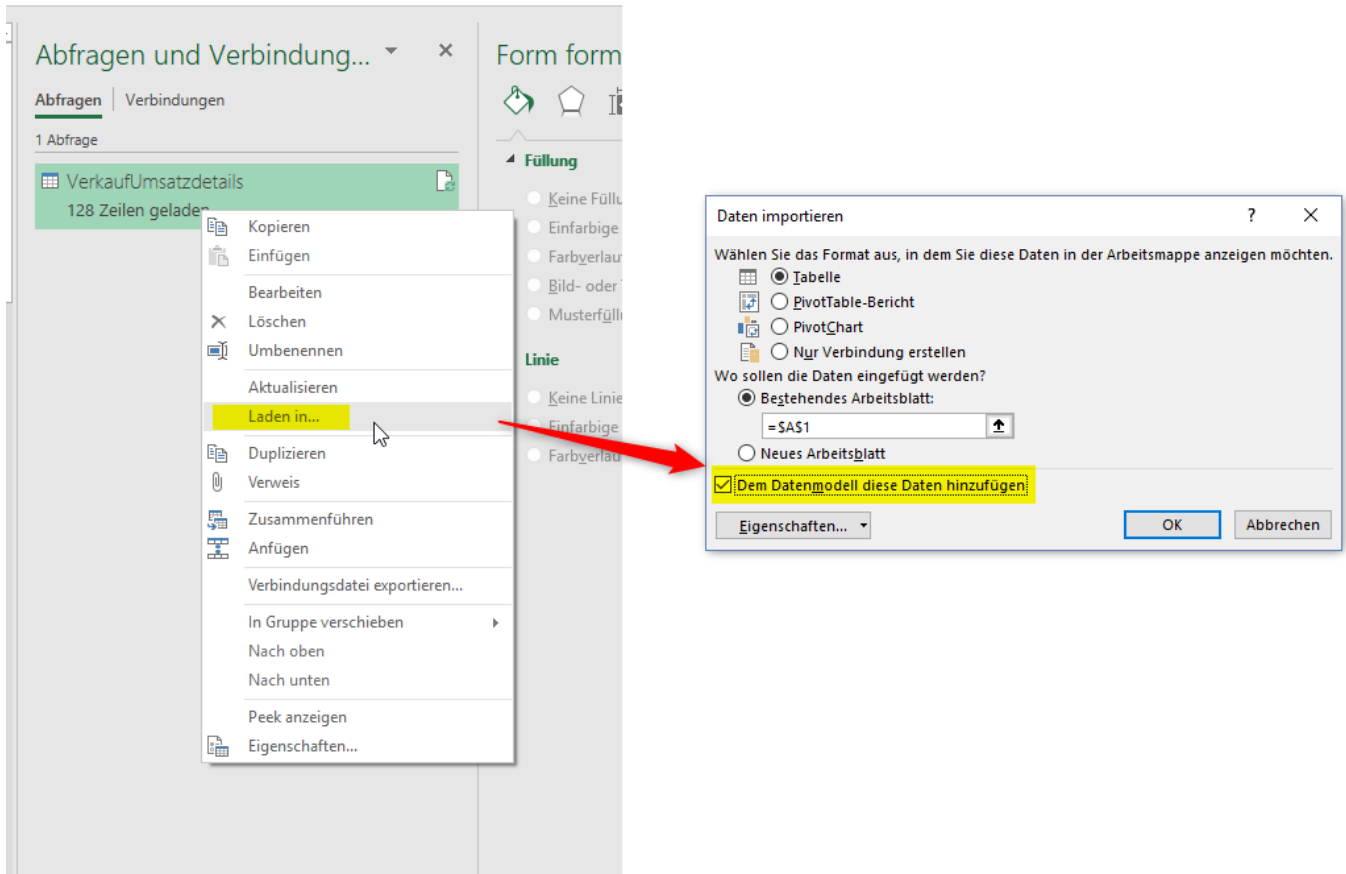 Abfragen und Verbindung...
Abfragen
Verbindungen
1 Abfrage
VerkaufUmsatzdetails
128 Zeilen geladen
Kopieren
Einfügen
Bearbeiten
Löschen
Umbenennen
Aktualisieren
Laden in...
Duplizieren
Verweis
Zusammenführen
Anfügen
Verbindungsdatei exportieren...
In Gruppe verschieben
Nach oben
Nach unten
Peek anzeigen
Eigenschaften...
Form form
Füllung
Keine Füllu
Einfarbige
Farbverlau
Bild- oder
Musterfüll
Linie
Keine Linie
Einfarbige
Farbverlau
Daten importieren
?
Wählen Sie das Format aus, in dem Sie diese Daten in der Arbeitsmappe anzeigen möchten.
Tabelle
PivotTable-Bericht
PivotChart
Nur Verbindung erstellen
Wo sollen die Daten eingefügt werden?
Bestehendes Arbeitsblatt:
=$A$1
Neues Arbeitsblatt
Dem Datenmodell diese Daten hinzufügen
Eigenschaften...
OK
Abbrechen